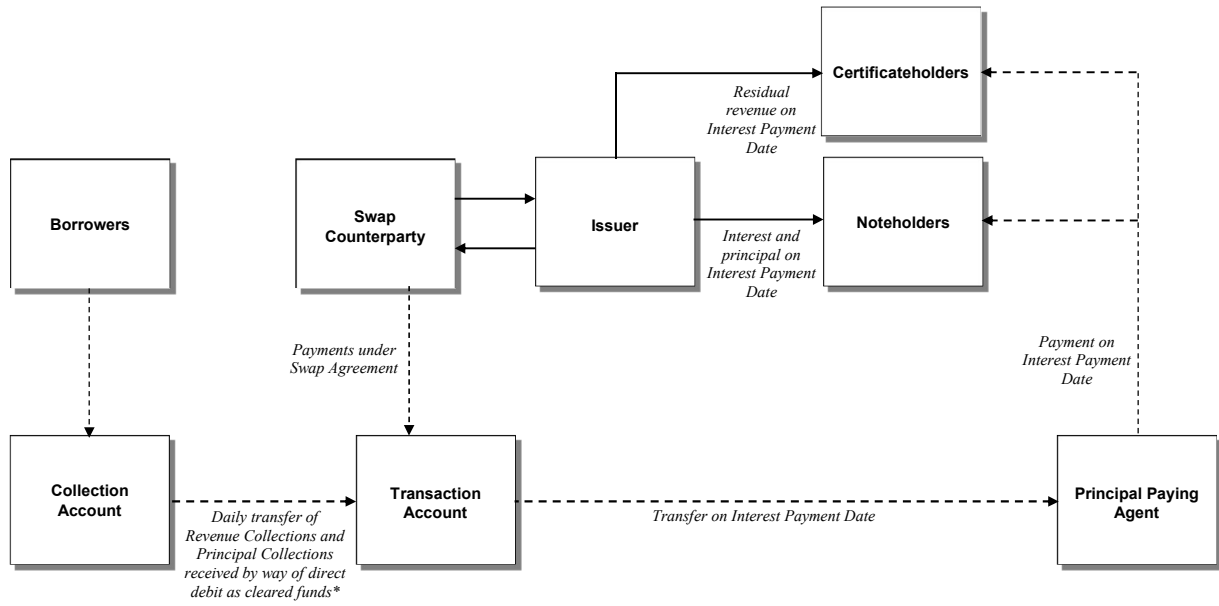 Certificateholders
Residual
revenue on
Interest Payment
Date
Borrowers
Swap
Counterparty
Issuer
Noteholders
Interest and
principal on
Interest Payment
Date
Payments under
Swap Agreement
Payment on
Interest Payment
Date
Collection
Account
Daily transfer of
Revenue Collections and
Principal Collections
received by way of direct
debit as cleared funds*
Transaction
Account
Transfer on Interest Payment Date
Principal Paying
Agent